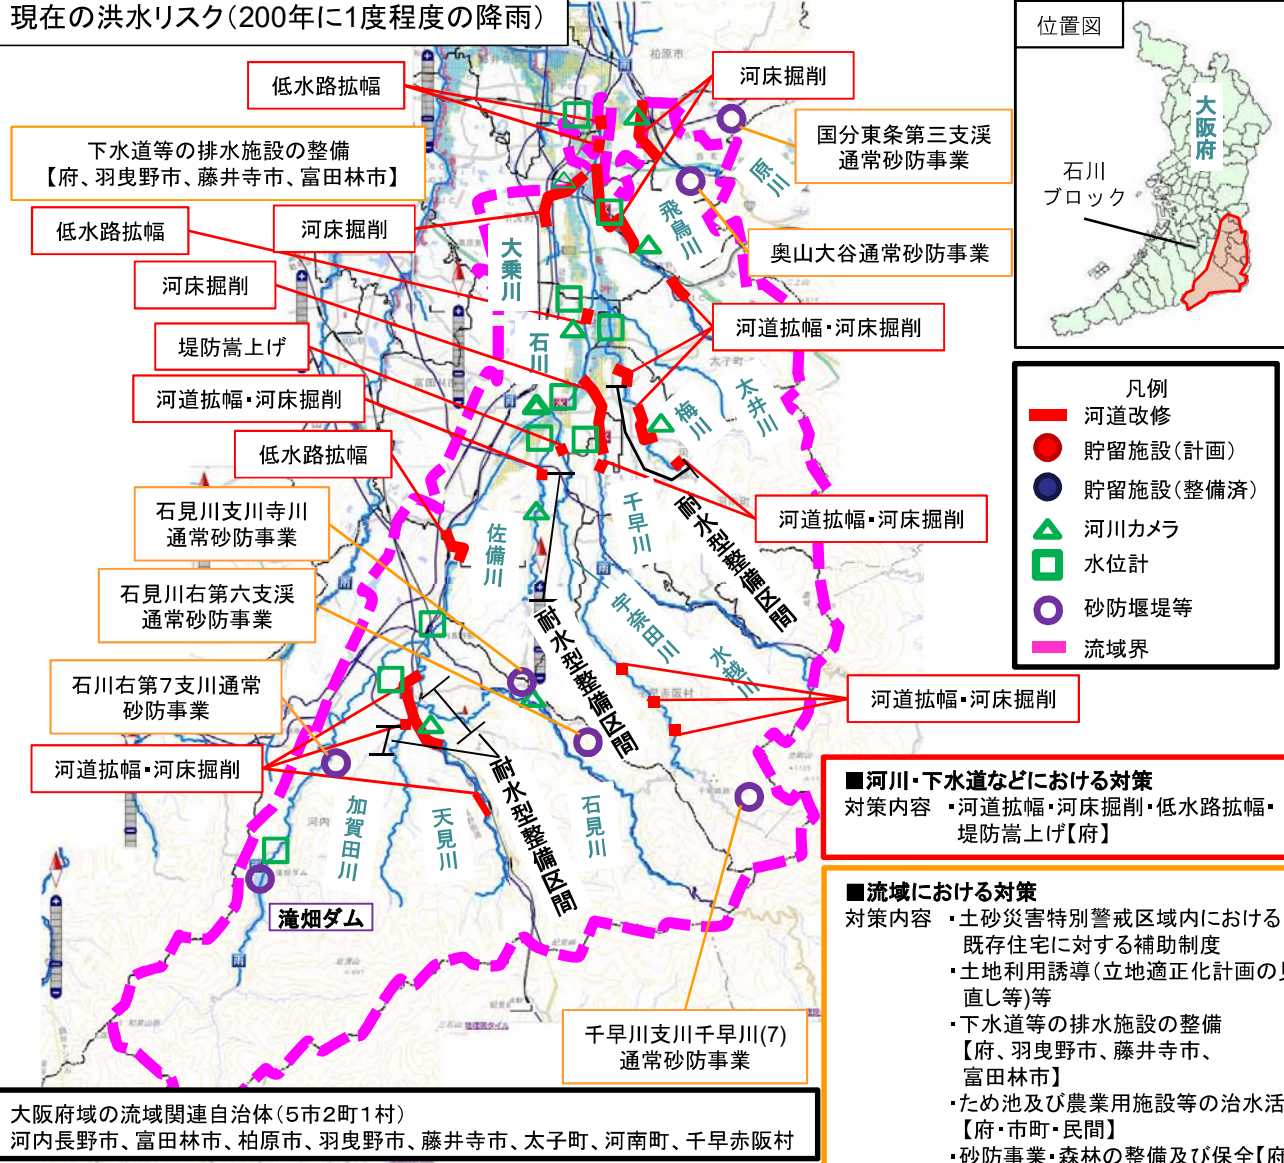 現在の洪水リスク（200年に1度程度の降雨）
位置図
大阪府
石川
ブロック
柏原市
低水路拡幅
河床掘削
国分東条第三支渓
通常砂防事業
下水道等の排水施設の整備
【府、羽曳野市、藤井寺市、富田林市】
原川
飛鳥川
低水路拡幅
河床掘削
奥山大谷通常砂防事業
大乗川
河床掘削
河道拡幅・河床掘削
堤防嵩上げ
石川
太子町
河道拡幅・河床掘削
梅川
太井川
低水路拡幅
石見川支川寺川
通常砂防事業
佐備川
千早川
耐水型整備区間
河道拡幅・河床掘削
石見川右第六支渓
通常砂防事業
耐水型整備区間
宇奈田川
水越川
石川右第7支川通常
砂防事業
河道拡幅・河床掘削
河道拡幅・河床掘削
加賀田川
天見川
耐水型整備区間
石見川
滝畑ダム
滝畑ダム
千早川支川千早川(7)
通常砂防事業
凡例
河道改修
貯留施設（計画）
貯留施設（整備済）
河川カメラ
水位計
砂防堰堤等
流域界
■河川・下水道などにおける対策
対策内容　・河道拡幅・河床掘削・低水路拡幅・
堤防嵩上げ【府】
■流域における対策
対策内容　・土砂災害特別警戒区域内における
既存住宅に対する補助制度
・土地利用誘導（立地適正化計画の見
直し等）等
・下水道等の排水施設の整備
【府、羽曳野市、藤井寺市、
富田林市】
・ため池及び農業用施設等の治水活
【府・市町・民間】
・砂防事業・森林の整備及び保全【府
大阪府域の流域関連自治体（5市2町1村）
河内長野市、富田林市、柏原市、羽曳野市、藤井寺市、太子町、河南町、千早赤阪村